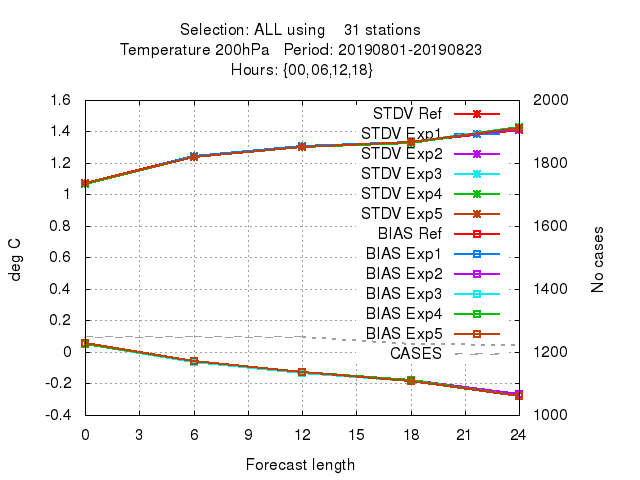 Selection: ALL using    31 stations
Temperature 200hPa   Period: 20190801-20190823
Hours: {00,06,12,18}
1.6
1.4
1.2
1
0.8
0.6
0.4
0.2
0
-0.2
-0.4
deg C
STDV Ref
STDV Exp1
STDV Exp2
STDV Exp3
STDV Exp4
STDV Exp5
BIAS Ref
BIAS Exp1
BIAS Exp2
BIAS Exp3
BIAS Exp4
BIAS Exp5
CASES
2000
1800
1600
1400
1200
1000
No cases
0 3 6 9 12 15 18 21 24
Forecast length